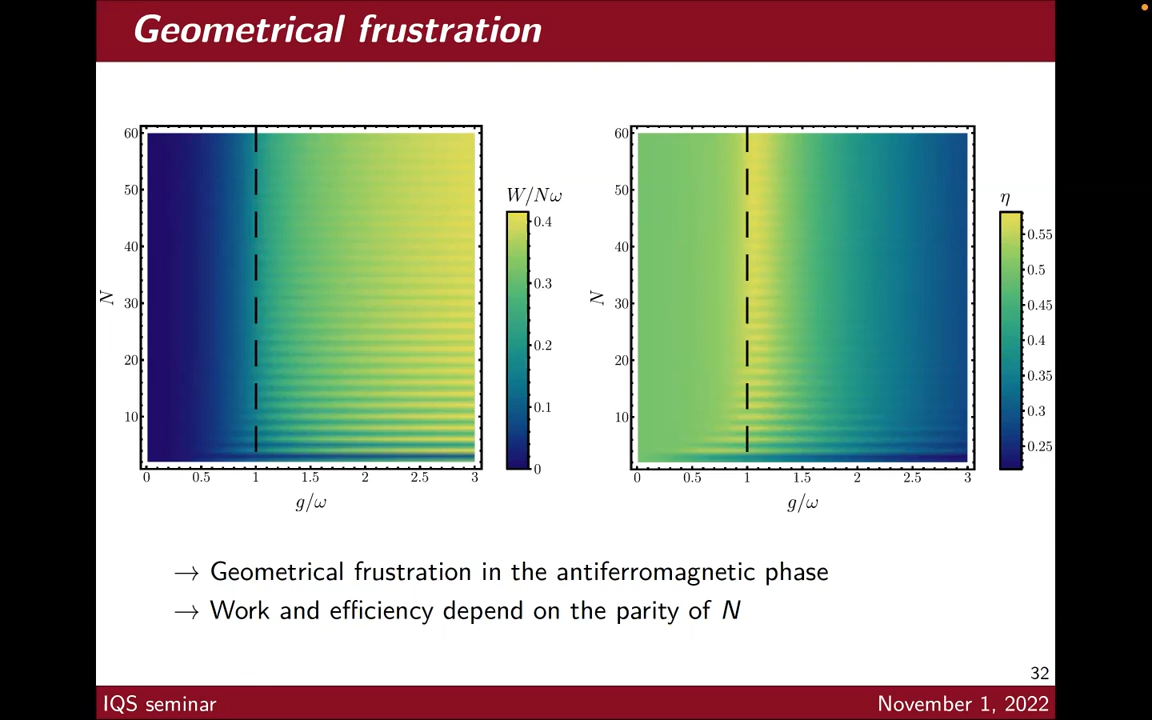 Geometrical frustration
60
50
40
30
20
10
N
0 0.5 1 1.5 2 2.5 3
g/ω
W/Nω
0.4
0.3
0.2
0.1
0
60
50
40
30
20
10
N
0 0.5 1 1.5 2 2.5 3
g/ω
η
0.55
0.5
0.45
0.4
0.35
0.3
0.25
→ Geometrical frustration in the antiferromagnetic phase
→ Work and efficiency depend on the parity of N
32
IQS seminar November 1, 2022